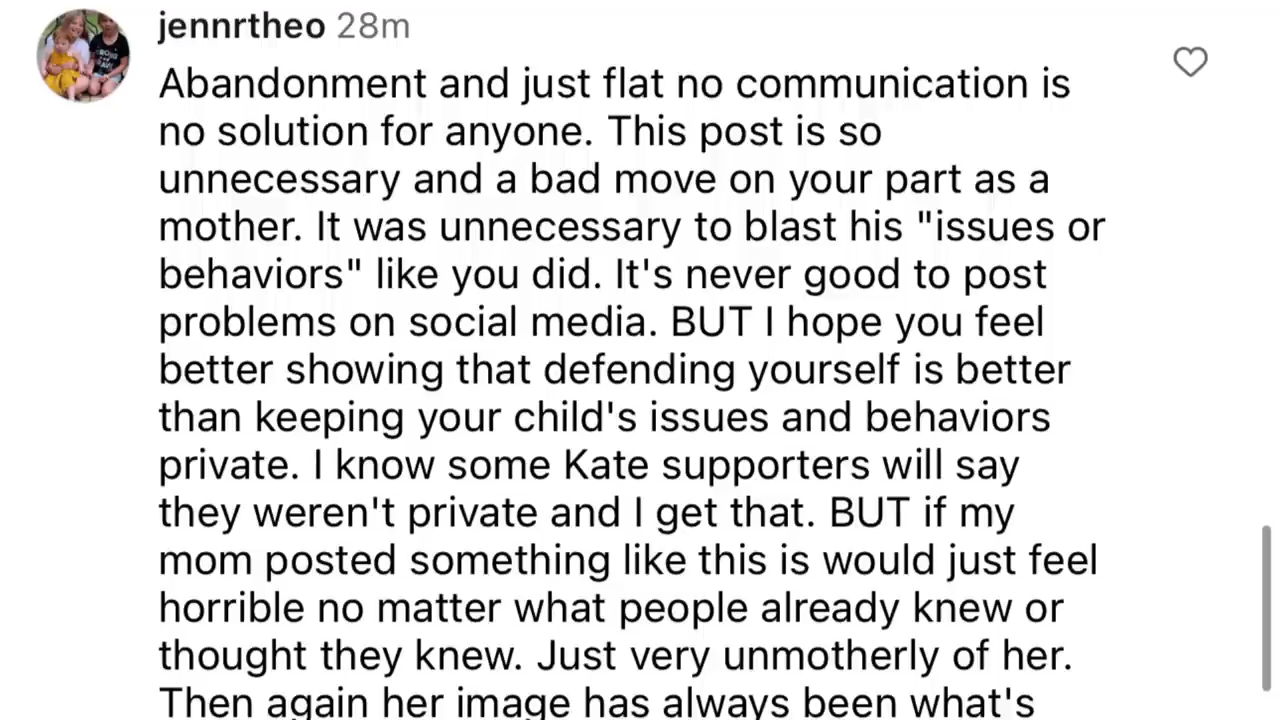 jennrtheo 28m
Abandonment and just flat no communication is
no solution for anyone. This post is so
unnecessary and a bad move on your part as a
mother. It was unnecessary to blast his "issues or
behaviors" like you did. It's never good to post
problems on social media. BUT I hope you feel
better showing that defending yourself is better
than keeping your child's issues and behaviors
private. I know some Kate supporters will say
they weren't private and I get that. BUT if my
mom posted something like this is would just feel
horrible no matter what people already knew or
thought they knew. Just very unmotherly of her.
Then again her image has always been what's